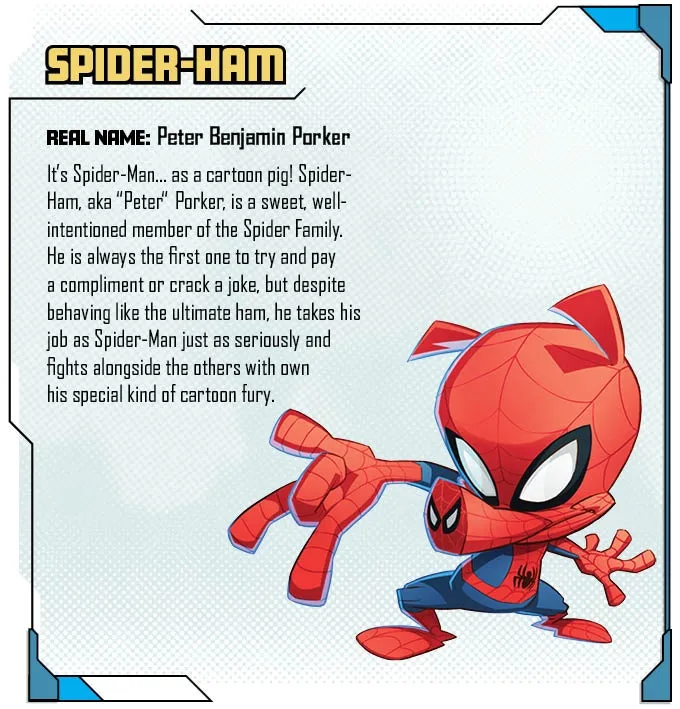 SPIDER-HAM
REAL NAME: Peter Benjamin Porker
It’s Spider-Man... as a cartoon pig! Spider-
Ham, aka “Peter“ Porker, is a sweet, well-
intentioned member of the Spider Family.
He is always the first one to try and pay
a compliment or crack a joke, but despite
behaving like the ultimate ham, he takes his
job as Spider-Man just as seriously and
fights alongside the others with own
his special kind of cartoon fury.